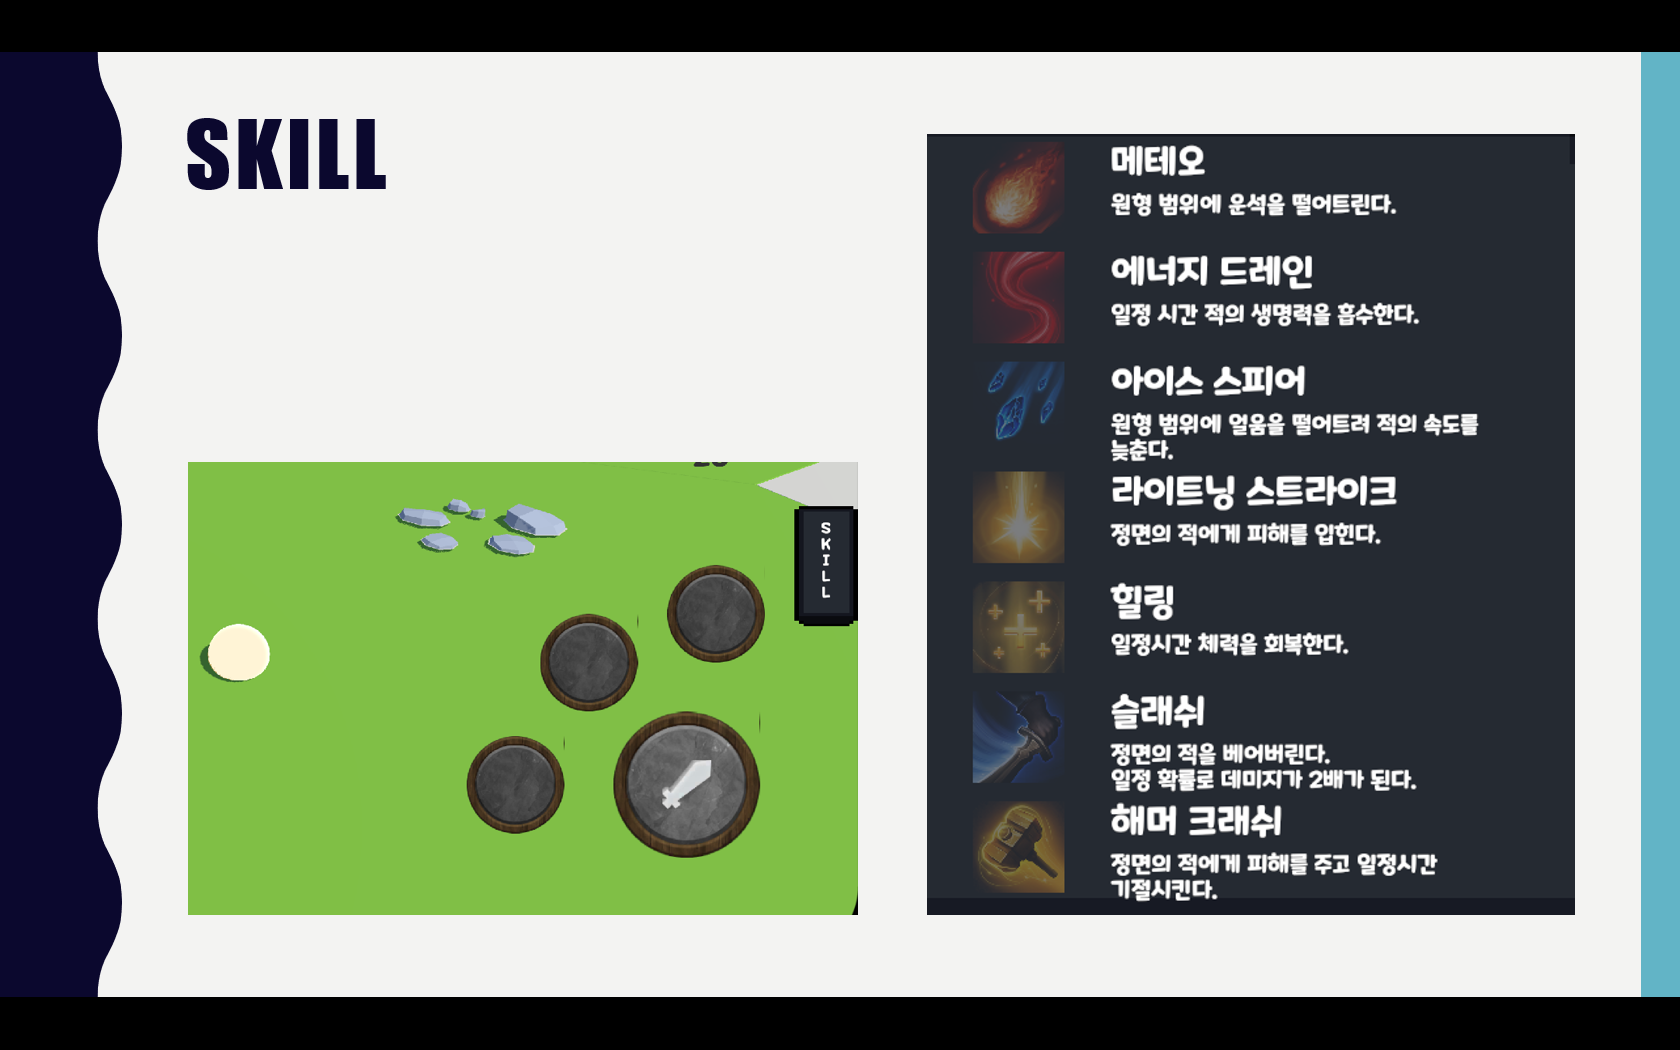 SKILL
SKILL
메테오
원형 범위에 운석을 떨어트린다.
에너지 드레인
일정 시간 적의 생명력을 흡수한다.
아이스 스피어
원형 범위에 얼음을 떨어트려 적의 속도를
늦춘다.
라이트닝 스트라이크
정면의 적에게 피해를 입힌다.
힐링
일정시간 체력을 회복한다.
슬래쉬
정면의 적을 베어버린다.
일정 확률로 데미지가 2배가 된다.
해머 크래쉬
정면의 적에게 피해를 주고 일정시간
기절시킨다.